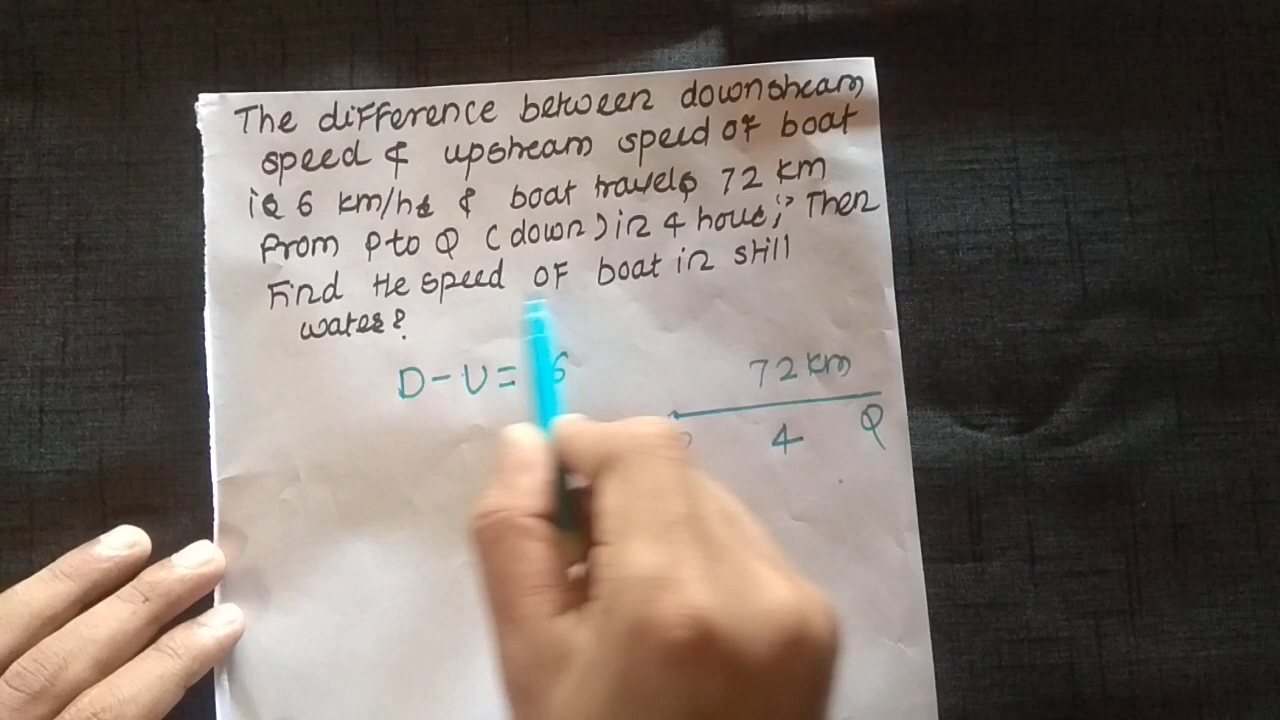 The difference between downstream
speed & upstream speed of boat
is 6 km/hr & boat travels 72 km
from P to Q (down) in 4 hours; Then
Find the speed of boat in still
water?
D-U= 6
72 km
4 Q